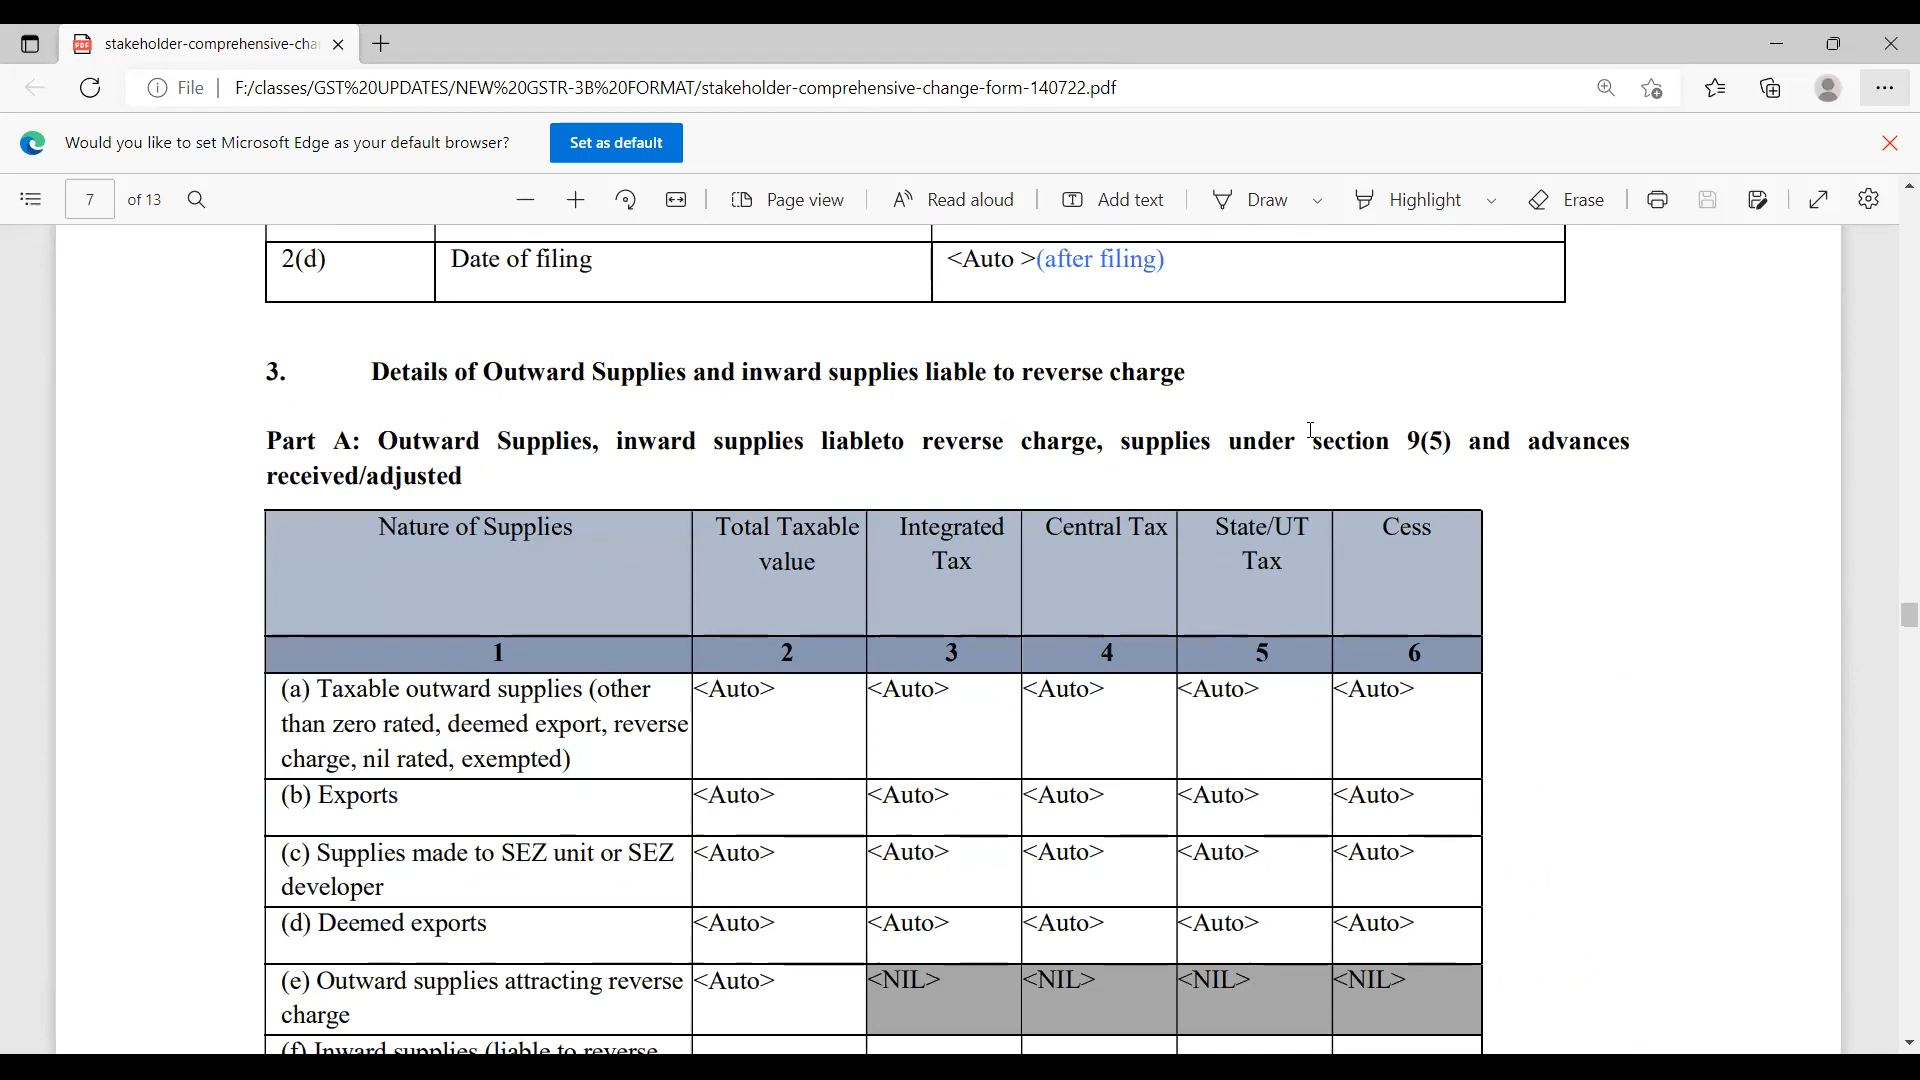 stakeholder-comprehensive-cha
File
F:/classes/GST%20UPDATES/NEW%20GSTR-3B%20FORMAT/stakeholder-comprehensive-change-form-140722.pdf
Would you like to set Microsoft Edge as your default browser?
Set as default
7 of 13
Page view
Read aloud
Add text
Draw
Highlight
Erase
2(d) Date of filing <Auto >(after filing)
3. Details of Outward Supplies and inward supplies liable to reverse charge
Part A: Outward Supplies, inward supplies liableto reverse charge, supplies under section 9(5) and advances
received/adjusted
Nature of Supplies Total Taxable Integrated Central Tax State/UT Cess
value Tax Tax
1 2 3 4 5 6
(a) Taxable outward supplies (other <Auto> <Auto> <Auto> <Auto> <Auto>
than zero rated, deemed export, reverse
charge, nil rated, exempted)
(b) Exports <Auto> <Auto> <Auto> <Auto> <Auto>
(c) Supplies made to SEZ unit or SEZ <Auto> <Auto> <Auto> <Auto> <Auto>
developer
(d) Deemed exports <Auto> <Auto> <Auto> <Auto> <Auto>
(e) Outward supplies attracting reverse <Auto> <NIL> <NIL> <NIL> <NIL>
charge
(f) Inward supplies (liable to reverse